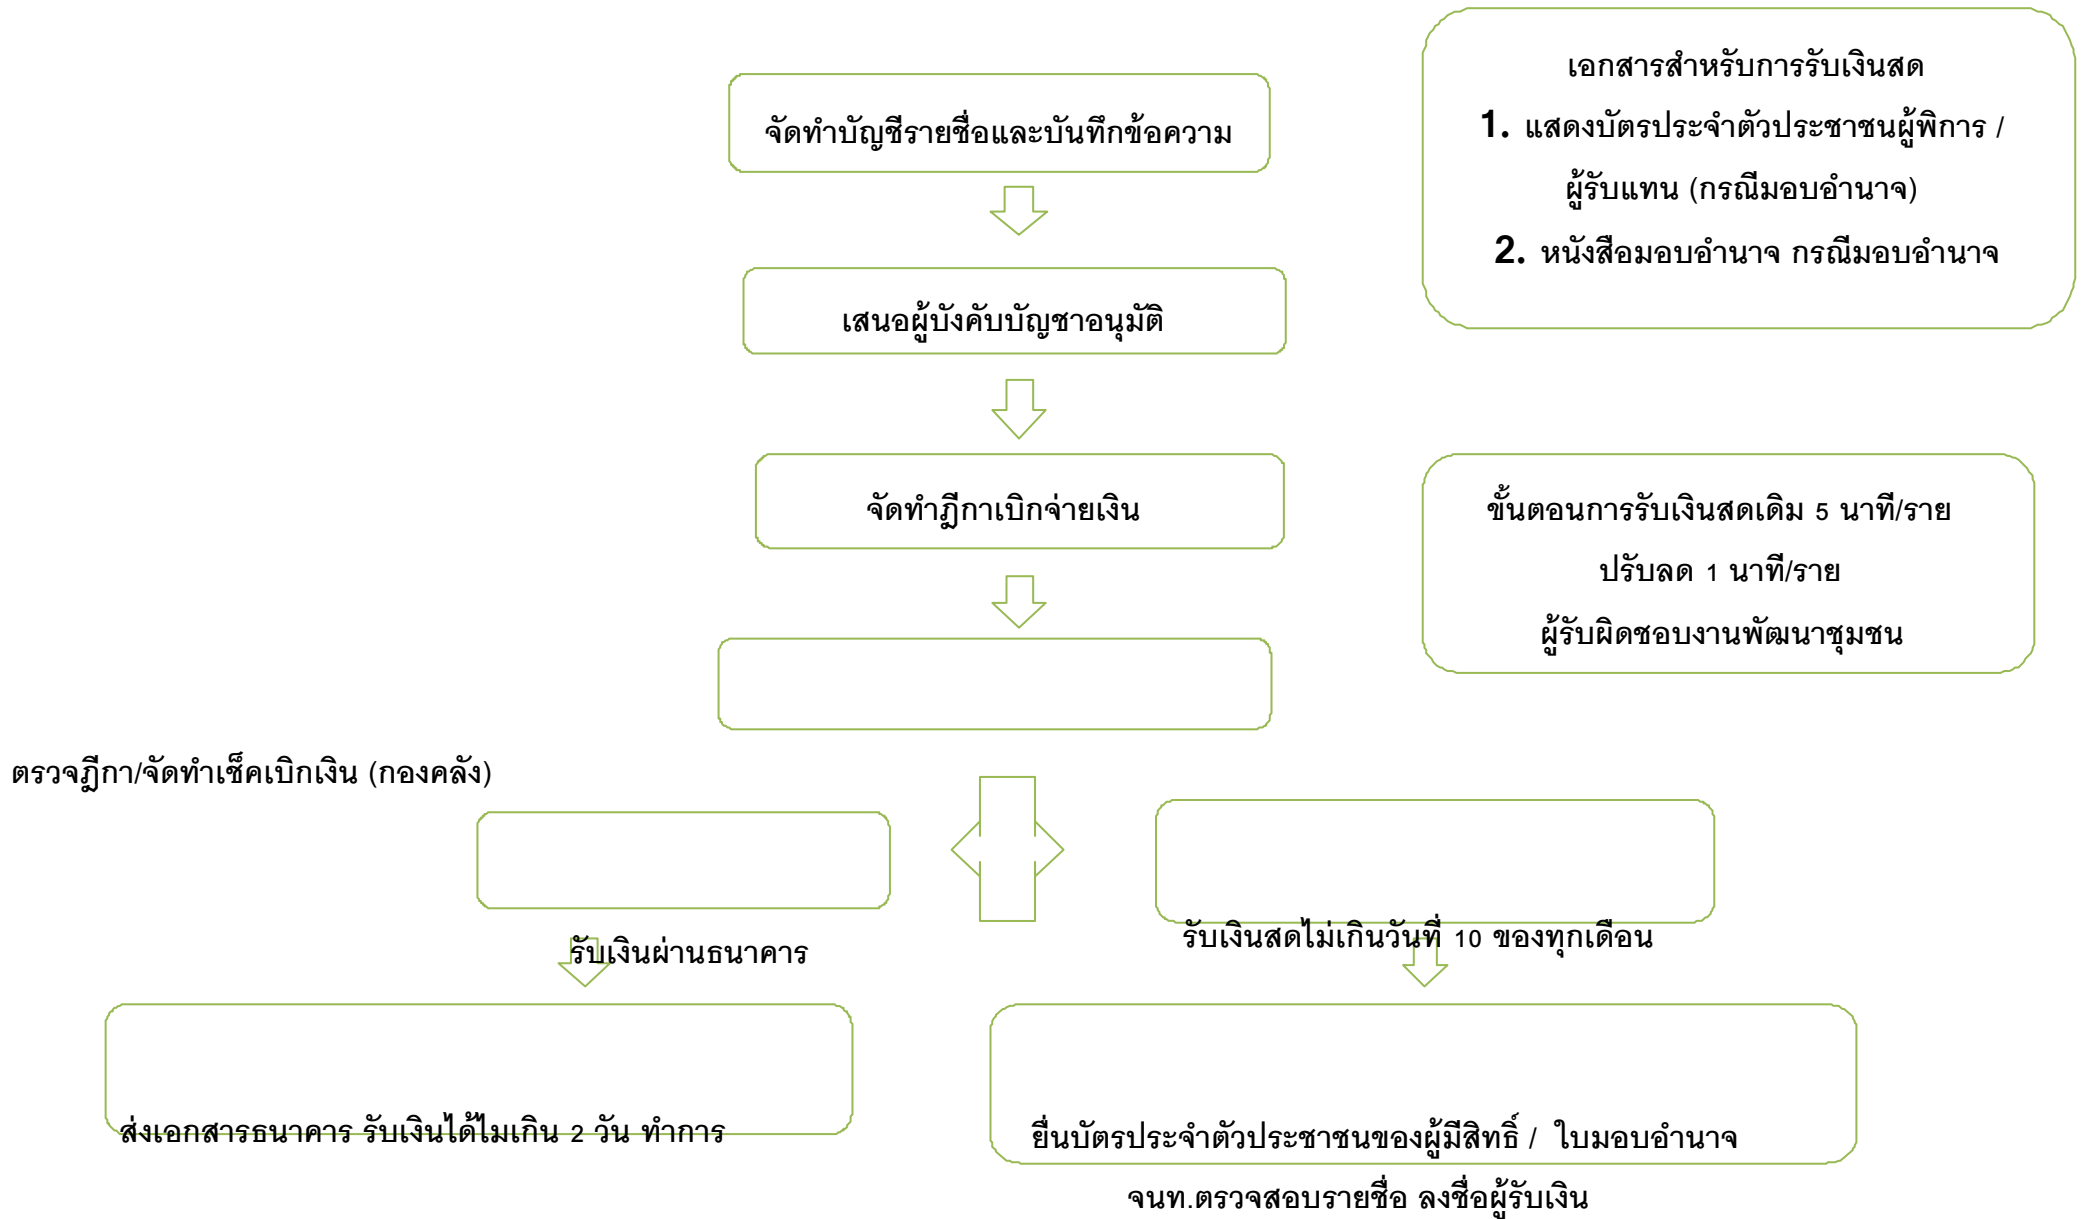 จัดทำบัญชีรายชื่อและบันทึกข้อความ
เสนอผู้บังคับบัญชาอนุมัติ
จัดทำฎีกาเบิกจ่ายเงิน
เอกสารสำหรับการรับเงินสด
1. แสดงบัตรประจำตัวประชาชนผู้พิการ /
ผู้รับแทน (กรณีมอบอำนาจ)
2. หนังสือมอบอำนาจ กรณีมอบอำนาจ
ขั้นตอนการรับเงินสดเดิม 5 นาที/ราย
ปรับลด 1 นาที/ราย
ผู้รับผิดชอบงานพัฒนาชุมชน
ตรวจฎีกา/จัดทำเช็คเบิกเงิน (กองคลัง)
รับเงินผ่านธนาคาร
รับเงินสดไม่เกินวันที่ 10 ของทุกเดือน
ส่งเอกสารธนาคาร รับเงินได้ไมเกิน 2 วัน ทำการ
ยื่นบัตรประจำตัวประชาชนของผู้มีสิทธิ์ / ใบมอบอำนาจ
จนท.ตรวจสอบรายชื่อ ลงชื่อผู้รับเงิน